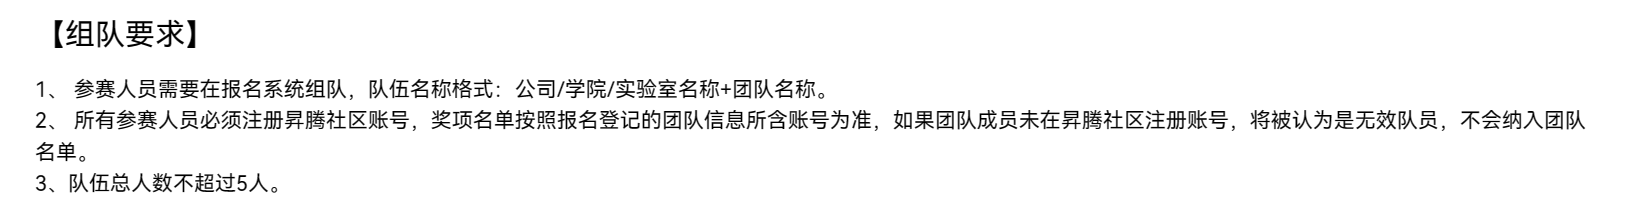 【组队要求】
1、 参赛人员需要在报名系统组队，队伍名称格式：公司/学院/实验室名称+团队名称。
2、 所有参赛人员必须注册昇腾社区账号，奖项名单按照报名登记的团队信息所含账号为准，如果团队成员未在昇腾社区注册账号，将被认为是无效队员，不会纳入团队
名单。
3、队伍总人数不超过5人。